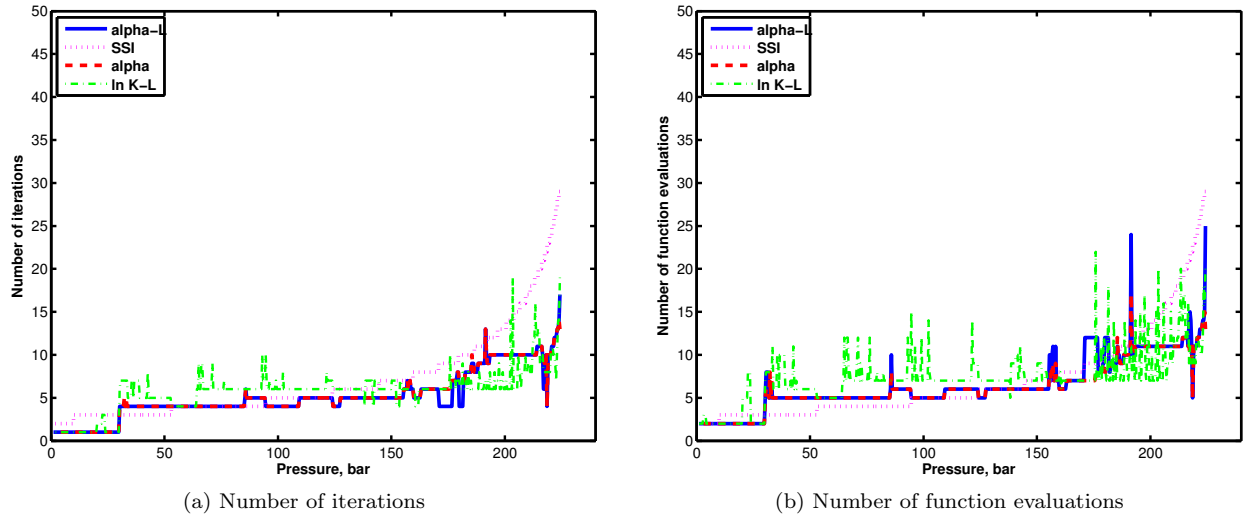 50
45
40
35
30
25
20
15
10
5
0
Number of iterations
alpha-L
SSI
alpha
ln K-L
0 50 100 150 200
Pressure, bar
(a) Number of iterations
50
45
40
35
30
25
20
15
10
5
0
Number of function evaluations
alpha-L
SSI
alpha
ln K-L
0 50 100 150 200
Pressure, bar
(b) Number of function evaluations